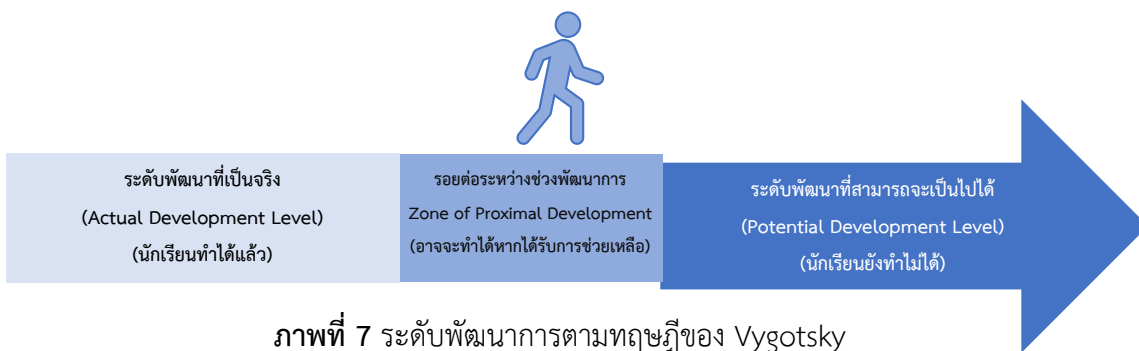 ระดับพัฒนาที่เป็นจริง
(Actual Development Level)
(นักเรียนทำได้แล้ว)
รอยต่อระหว่างช่วงพัฒนาการ
Zone of Proximal Development
(อาจจะทำได้หากได้รับการช่วยเหลือ)
ระดับพัฒนาที่สามารถจะเป็นไปได้
(Potential Development Level)
(นักเรียนยังทำไม่ได้)
ภาพที่ 7 ระดับพัฒนาการตามทฤษฎีของ Vygotsky